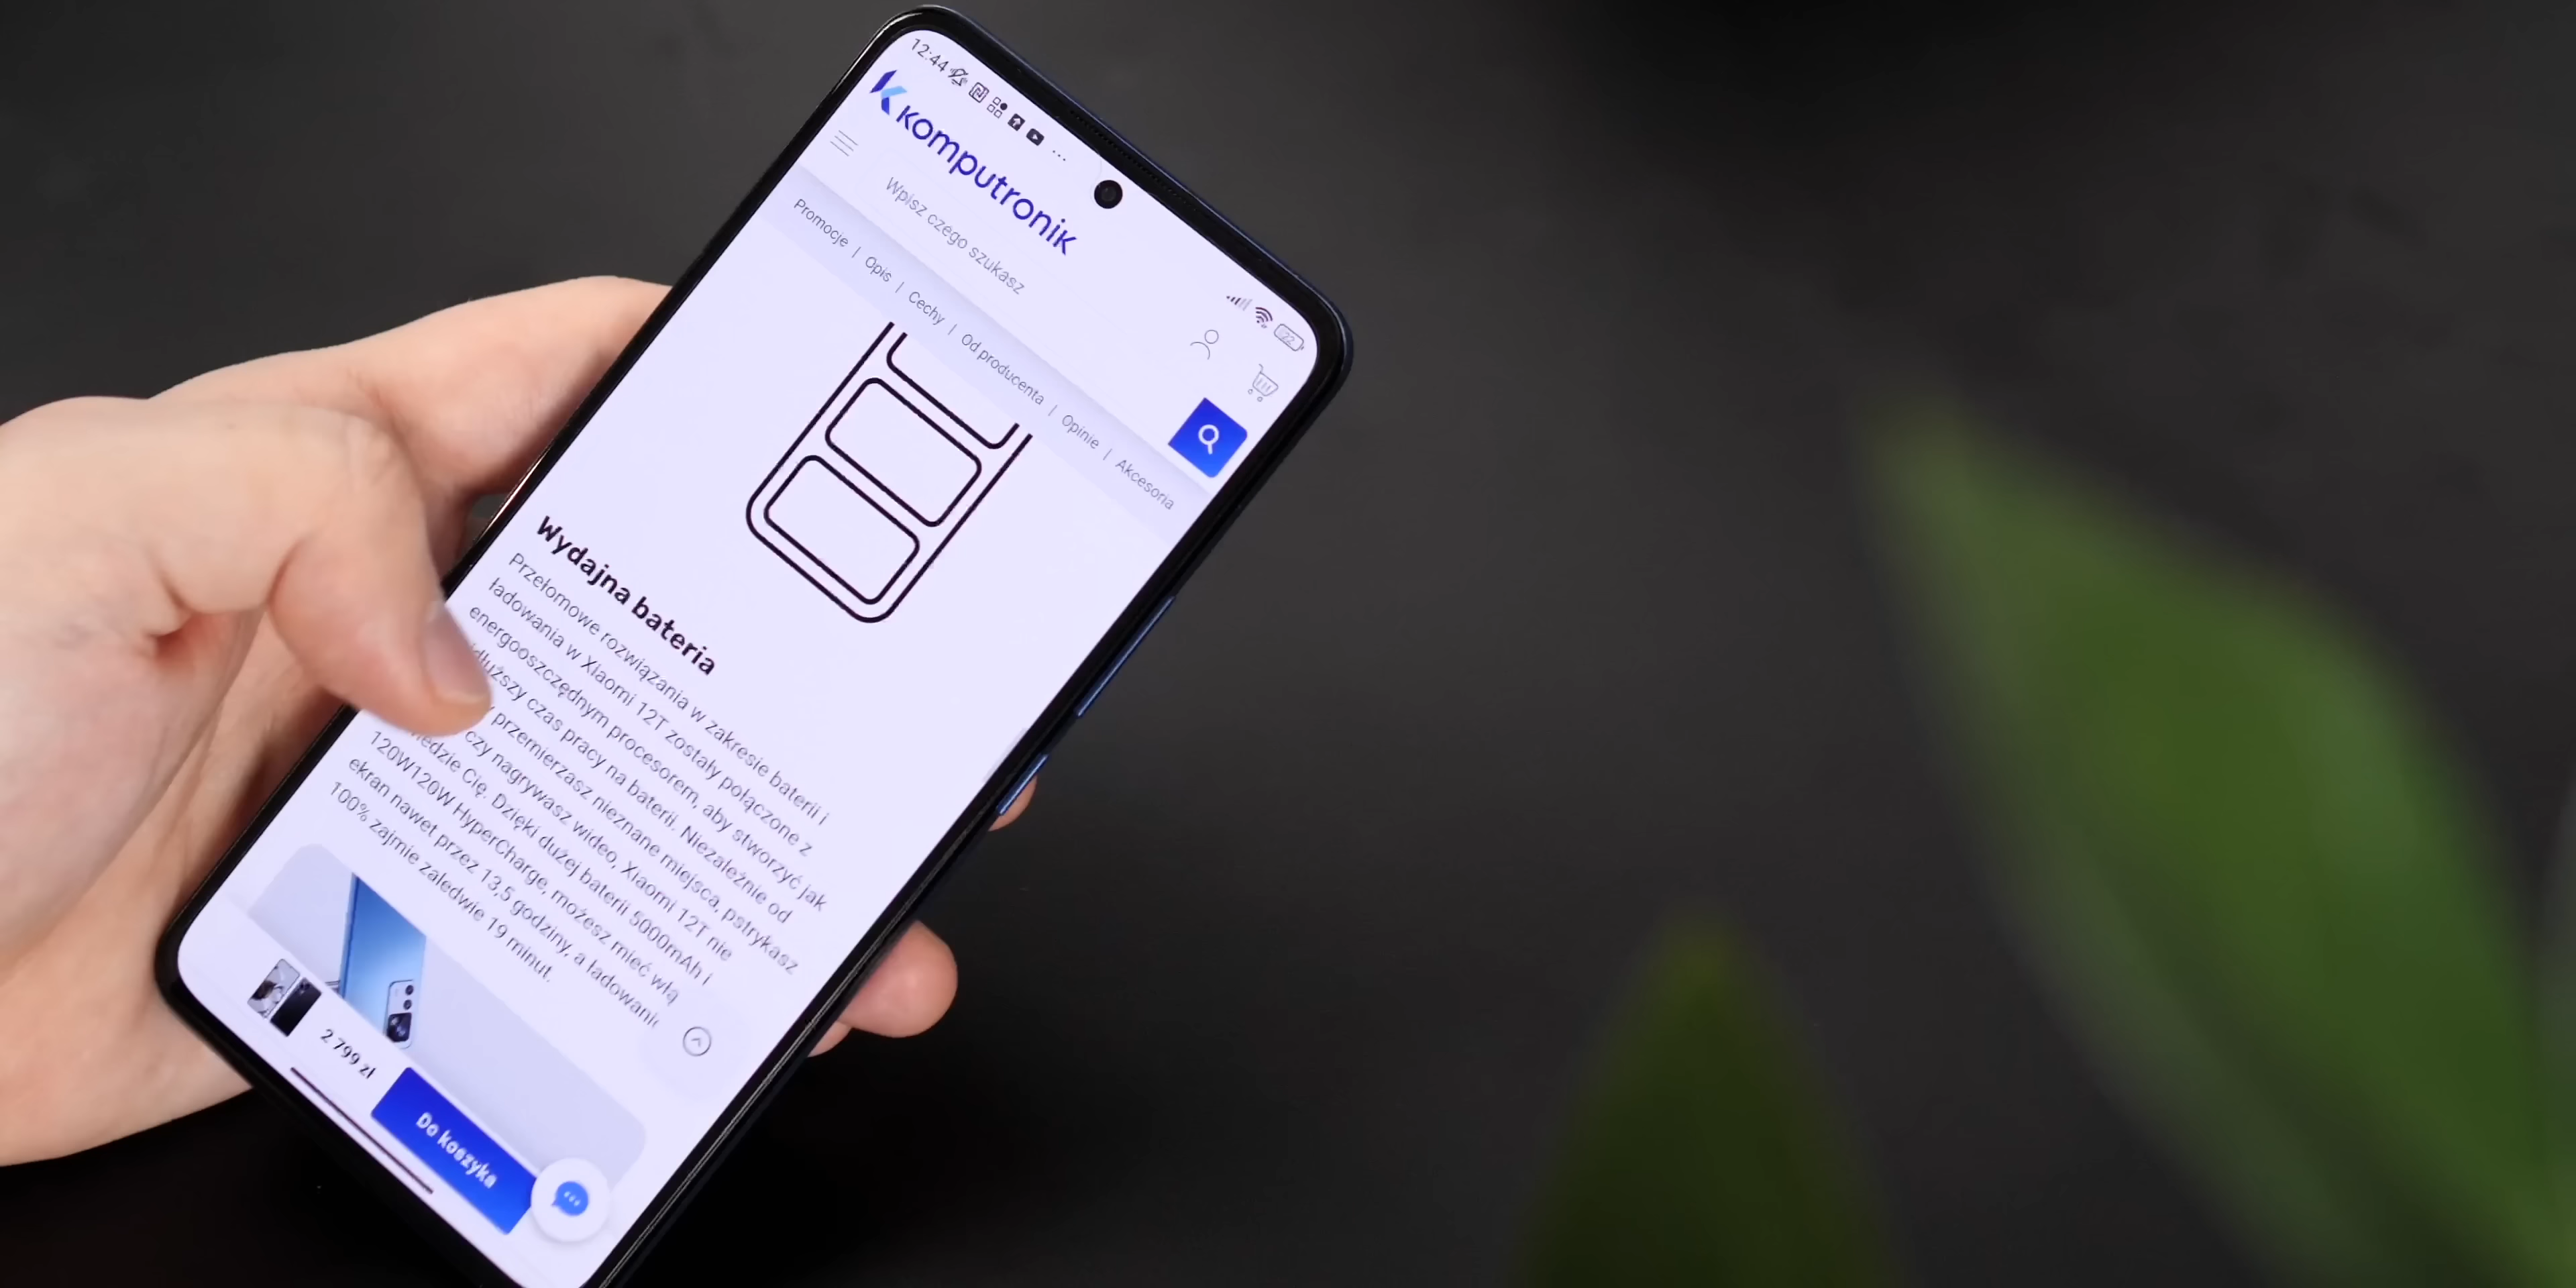 12:44
komputronik
Wpisz czego szukasz
Promocje | Opis | Cechy | Od producenta | Opinie | Akcesoria
Wydajna bateria
Przełomowe rozwiązania w zakresie baterii i
ładowania w Xiaomi 12T zostały połączone z
energooszczędnym procesorem, aby stworzyć jak
czas pracy na baterii. Niezależnie od
przemierzasz nieznane miejsca, pstrykasz
czy nagrywasz wideo, Xiaomi 12T nie
Cię. Dzięki dużej baterii 5000mAh i
120W120W HyperCharge, możesz mieć włą
ekran nawet przez 13,5 godziny, a ładowanie
100% zajmie zaledwie 19 minut.
2 799 zł
Do koszyka